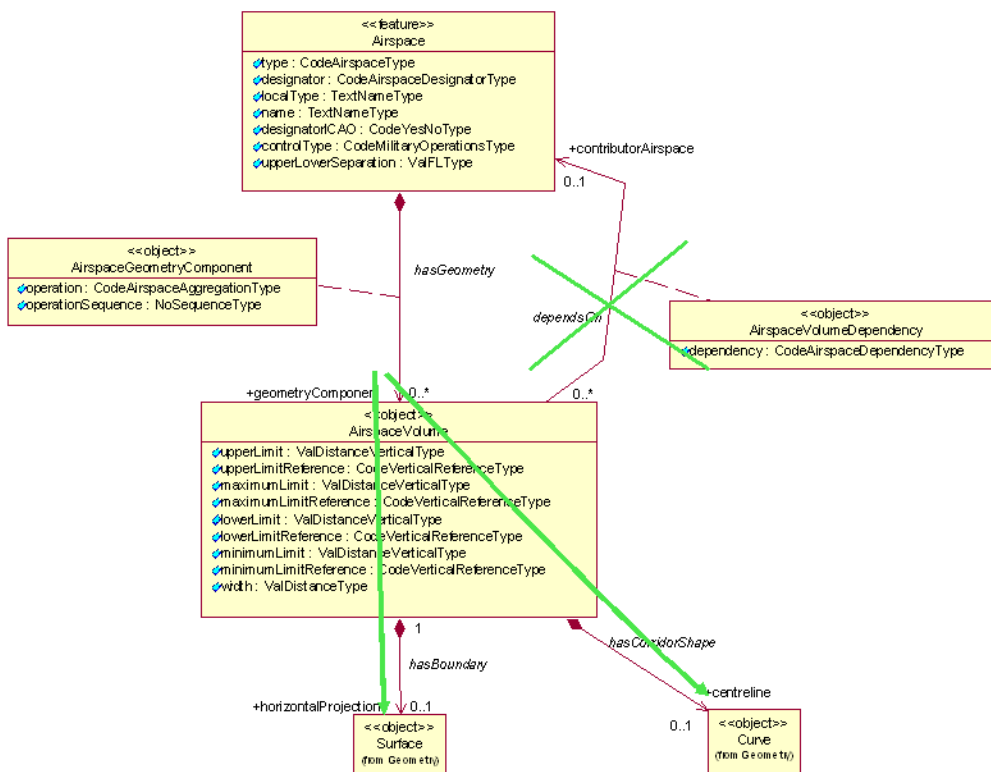 <<feature>>
Airspace
type : CodeAirspaceType
designator : CodeAirspaceDesignatorType
localType : TextNameType
name : TextNameType
designatorICAO : CodeYesNoType
controlType : CodeMilitaryOperationsType
upperLowerSeparation : ValFLType
+contributorAirspace
0..1
<<object>>
AirspaceGeometryComponent
operation : CodeAirspaceAggregationType
operationSequence : NoSequenceType
hasGeometry
dependsOn
<<object>>
AirspaceVolumeDependency
dependency : CodeAirspaceDependencyType
+geometryComponent
0..*
0..*
<<object>>
AirspaceVolume
upperLimit : ValDistanceVerticalType
upperLimitReference : CodeVerticalReferenceType
maximumLimit : ValDistanceVerticalType
maximumLimitReference : CodeVerticalReferenceType
lowerLimit : ValDistanceVerticalType
lowerLimitReference : CodeVerticalReferenceType
minimumLimit : ValDistanceVerticalType
minimumLimitReference : CodeVerticalReferenceType
width : ValDistanceType
1
hasBoundary
hasCorridorShape
+horizontalProjection
0..1
+centreline
0..1
<<object>>
Surface
(from Geometry)
<<object>>
Curve
(from Geometry)